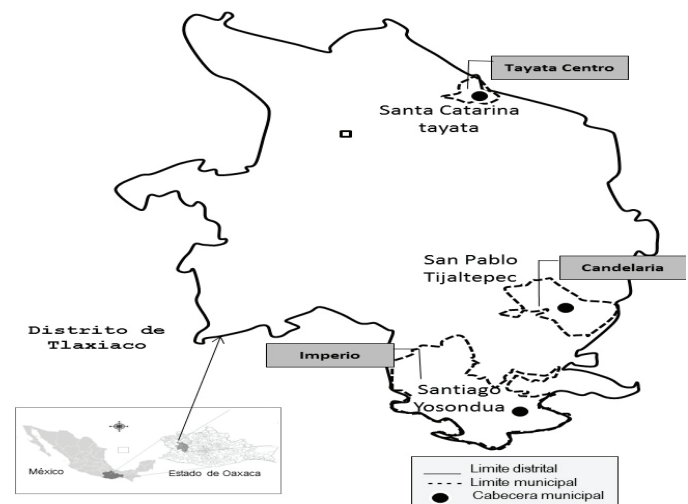 Tayata Centro
Santa Catarina
tayata
San Pablo
Tijaltepec
Candelaria
Distrito de
Tlaxiaco
Imperio
Santiago
Yosondua
México
Estado de Oaxaca
Limite distrital
Limite municipal
Cabecera municipal